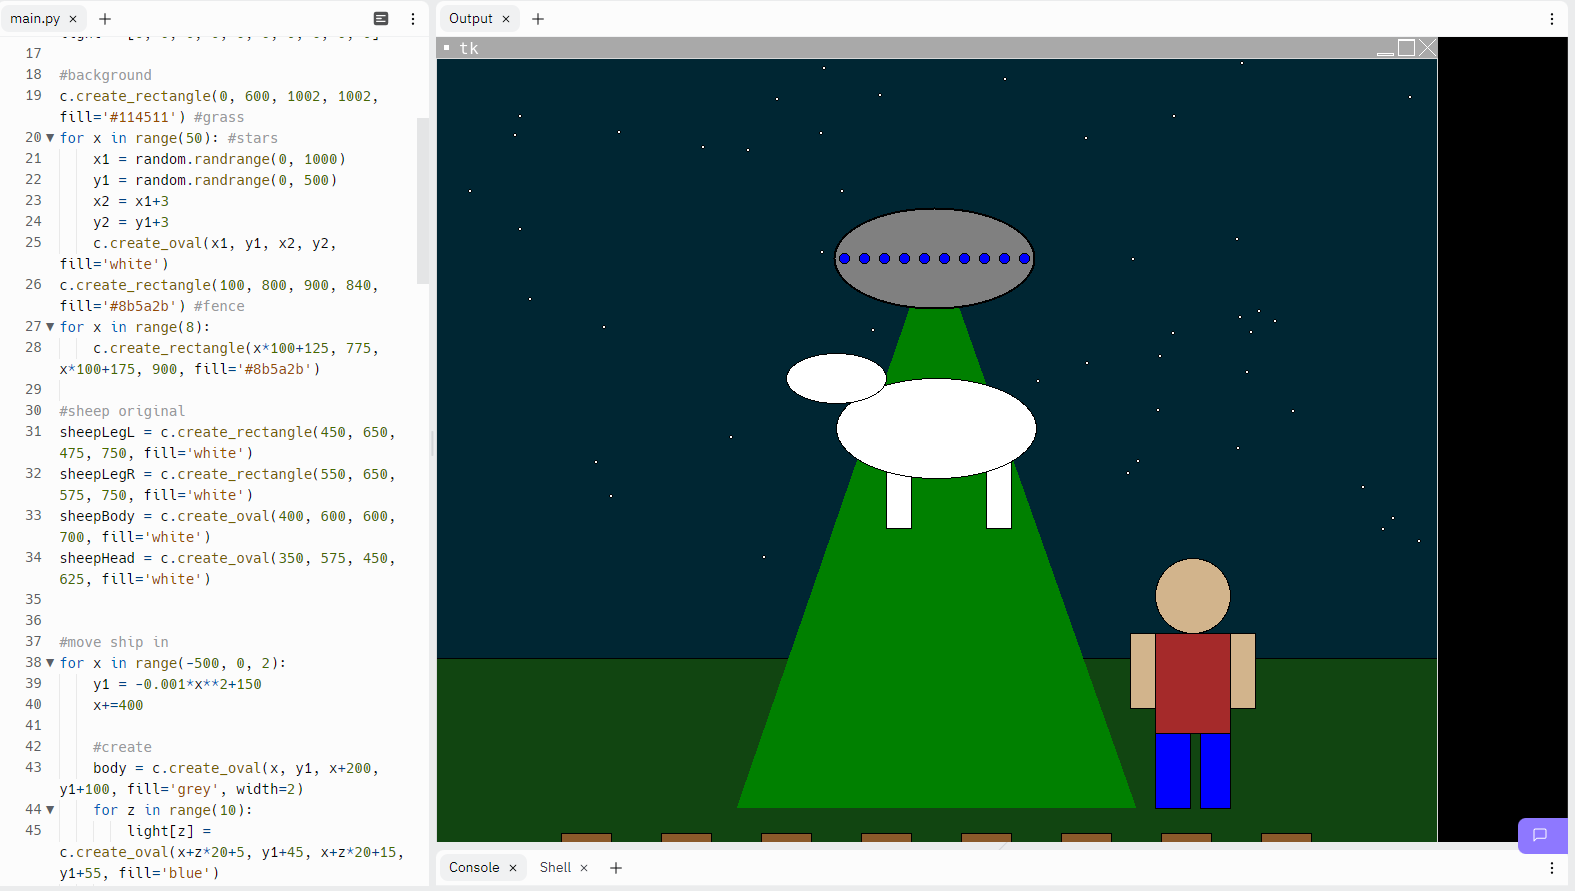 main.py
17
18 #background
19 c.create_rectangle(0, 600, 1002, 1002,
fill='#114511') #grass
20 for x in range(50): #stars
21 x1 = random.randrange(0, 1000)
22 y1 = random.randrange(0, 500)
23 x2 = x1+3
24 y2 = y1+3
25 c.create_oval(x1, y1, x2, y2,
fill='white')
26 c.create_rectangle(100, 800, 900, 840,
fill='#8b5a2b') #fence
27 for x in range(8):
28 c.create_rectangle(x*100+125, 775,
x*100+175, 900, fill='#8b5a2b')
29
30 #sheep original
31 sheepLegL = c.create_rectangle(450, 650,
475, 750, fill='white')
32 sheepLegR = c.create_rectangle(550, 650,
575, 750, fill='white')
33 sheepBody = c.create_oval(400, 600, 600,
700, fill='white')
34 sheepHead = c.create_oval(350, 575, 450,
625, fill='white')
35
36
37 #move ship in
38 for x in range(-500, 0, 2):
39 y1 = -0.001*x**2+150
40 x+=400
41
42 #create
43 body = c.create_oval(x, y1, x+200,
y1+100, fill='grey', width=2)
44 for z in range(10):
45 light[z] =
c.create_oval(x+z*20+5, y1+45, x+z*20+15,
y1+55, fill='blue')
Output
tk
Console
Shell